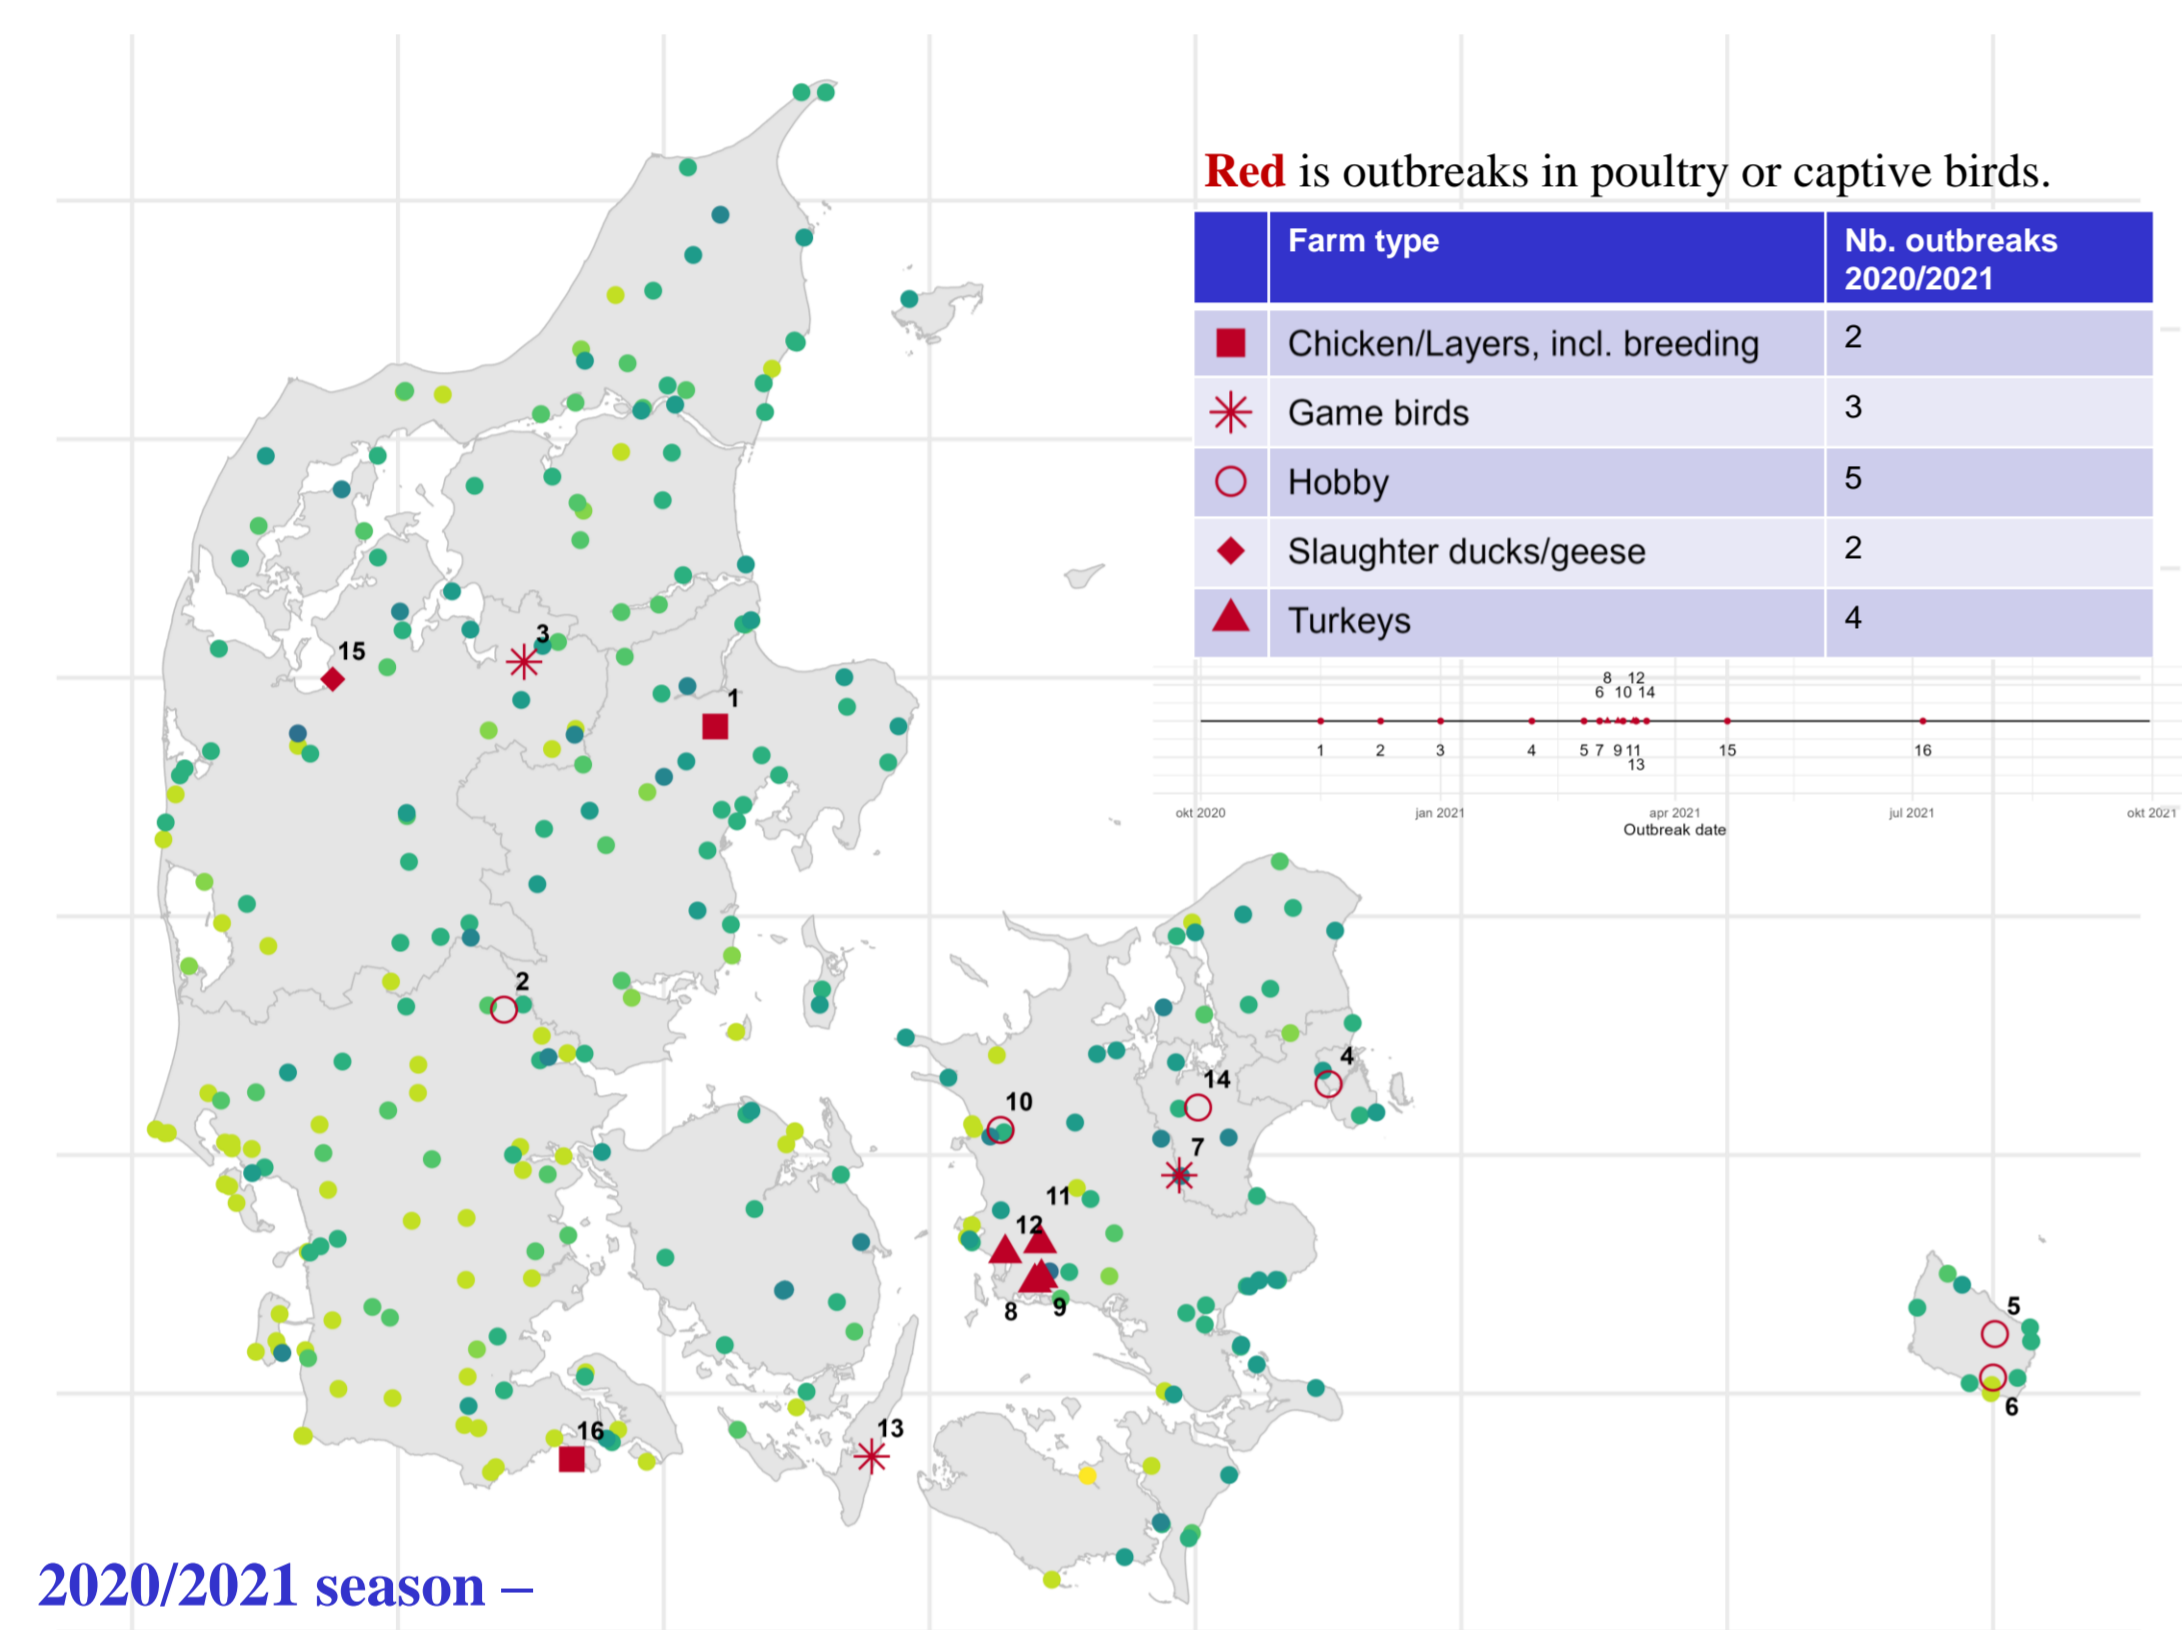 Red is outbreaks in poultry or captive birds.
Farm type Nb. outbreaks
2020/2021
Chicken/Layers, incl. breeding 2
Game birds 3
Hobby 5
Slaughter ducks/geese 2
Turkeys 4
8 12
6 10 14
1 2 3 4 5 7 9 11 15 16
13
okt 2020 jan 2021 apr 2021 jul 2021 okt 2021
Outbreak date
3
15
1
2
4
14
10
7
11
12
8 9
5
6
13
16
2020/2021 season –